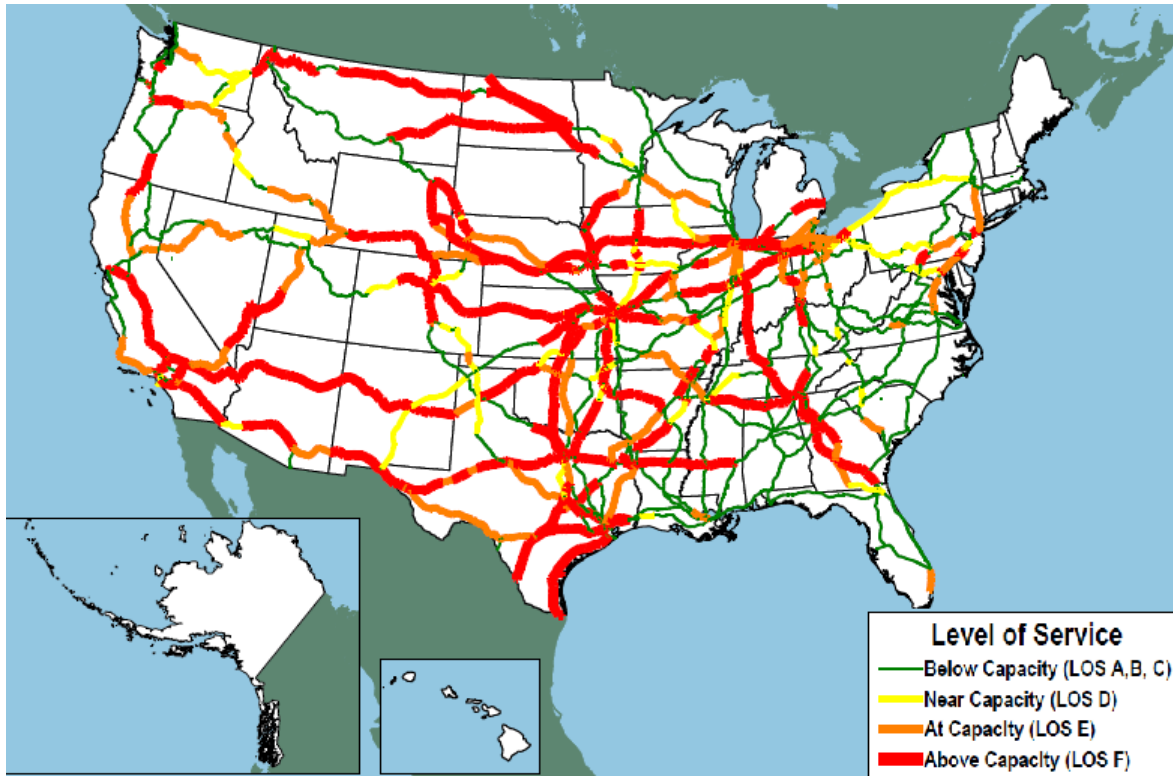 Level of Service
Below Capacity (LOS A,B, C)
Near Capacity (LOS D)
At Capacity (LOS E)
Above Capacity (LOS F)